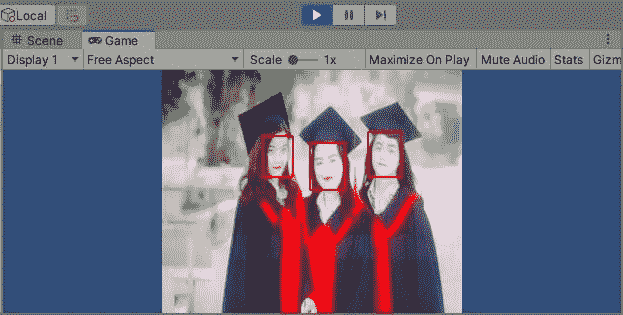 Local
Scene Game
Display 1 Free Aspect Scale 1x Maximize On Play Mute Audio Stats Gizm